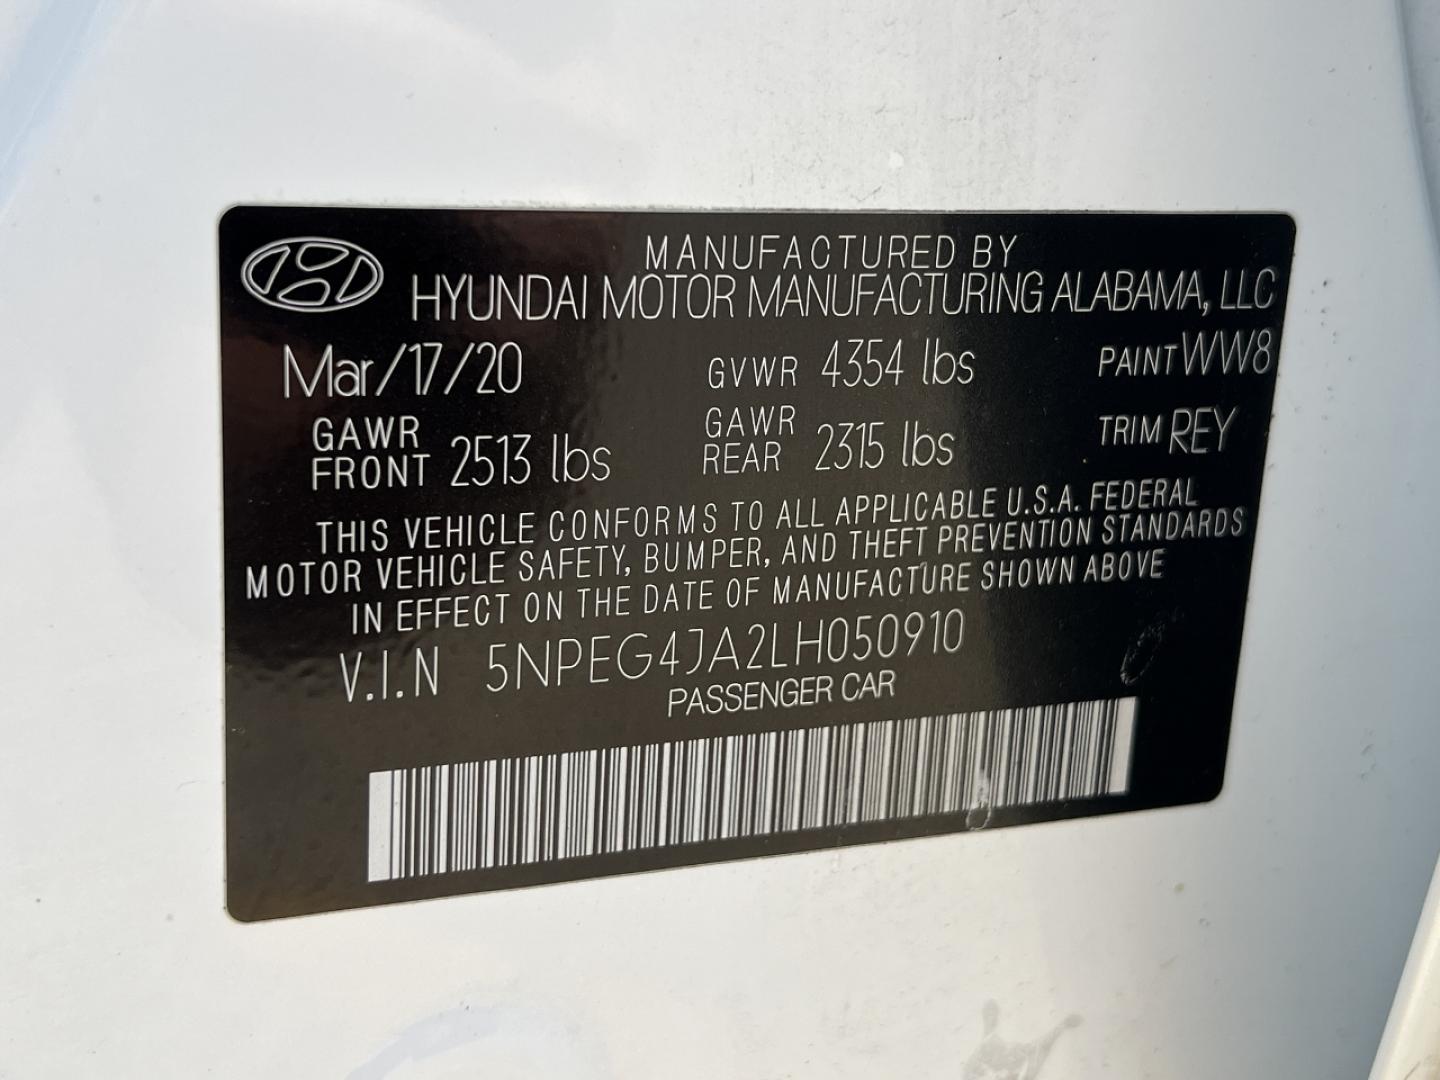 MANUFACTURED BY
HYUNDAI MOTOR MANUFACTURING ALABAMA, LLC
Mar/17/20 GVWR 4354 lbs PAINT WW8
GAWR FRONT 2513 lbs GAWR REAR 2315 lbs TRIM REY
THIS VEHICLE CONFORMS TO ALL APPLICABLE U.S.A. FEDERAL
MOTOR VEHICLE SAFETY, BUMPER, AND THEFT PREVENTION STANDARDS
IN EFFECT ON THE DATE OF MANUFACTURE SHOWN ABOVE
V.I.N 5NPEG4JA2LH050910
PASSENGER CAR